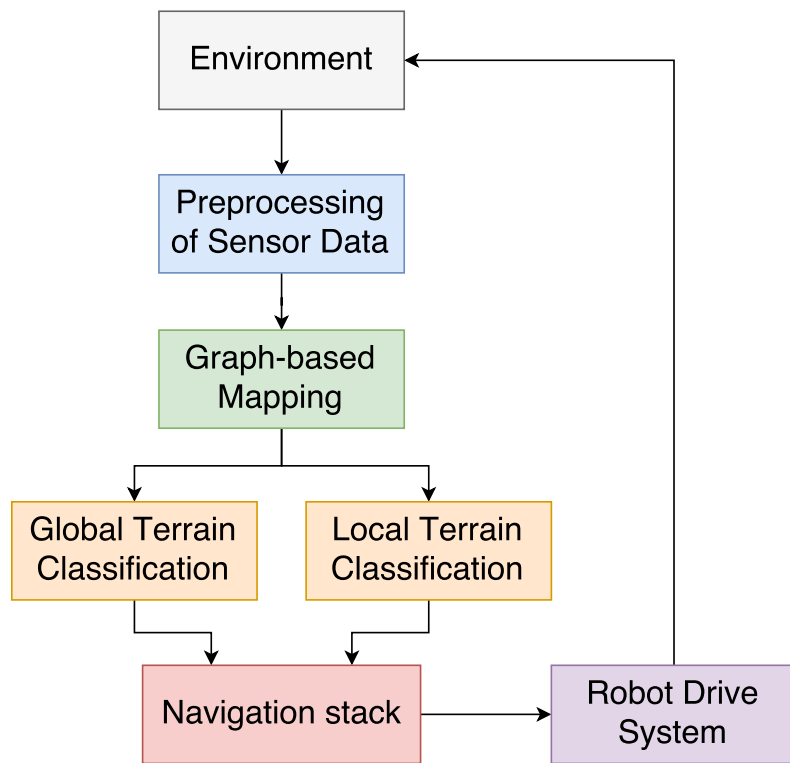 Environment
Preprocessing
of Sensor Data
Graph-based
Mapping
Global Terrain
Classification
Local Terrain
Classification
Navigation stack
Robot Drive
System